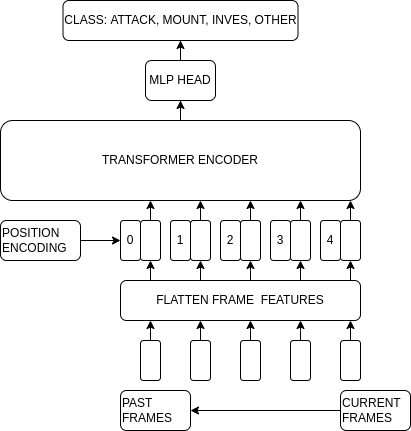 CLASS: ATTACK, MOUNT, INVES, OTHER
MLP HEAD
TRANSFORMER ENCODER
POSITION
ENCODING
0 1 2 3 4
FLATTEN FRAME FEATURES
PAST
FRAMES
CURRENT
FRAMES